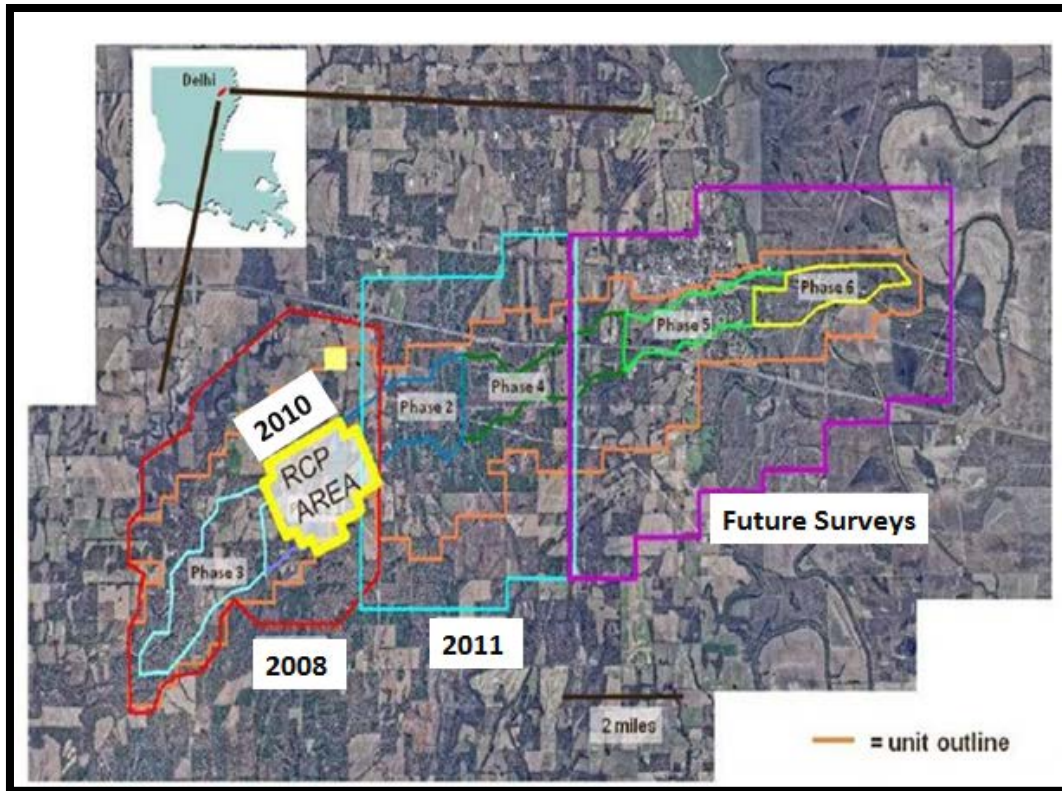 Delhi
Phase 6
Phase 5
Phase 4
Phase 2
2010
RCP
AREA
Phase 3
Future Surveys
2011
2008
2 miles
= unit outline